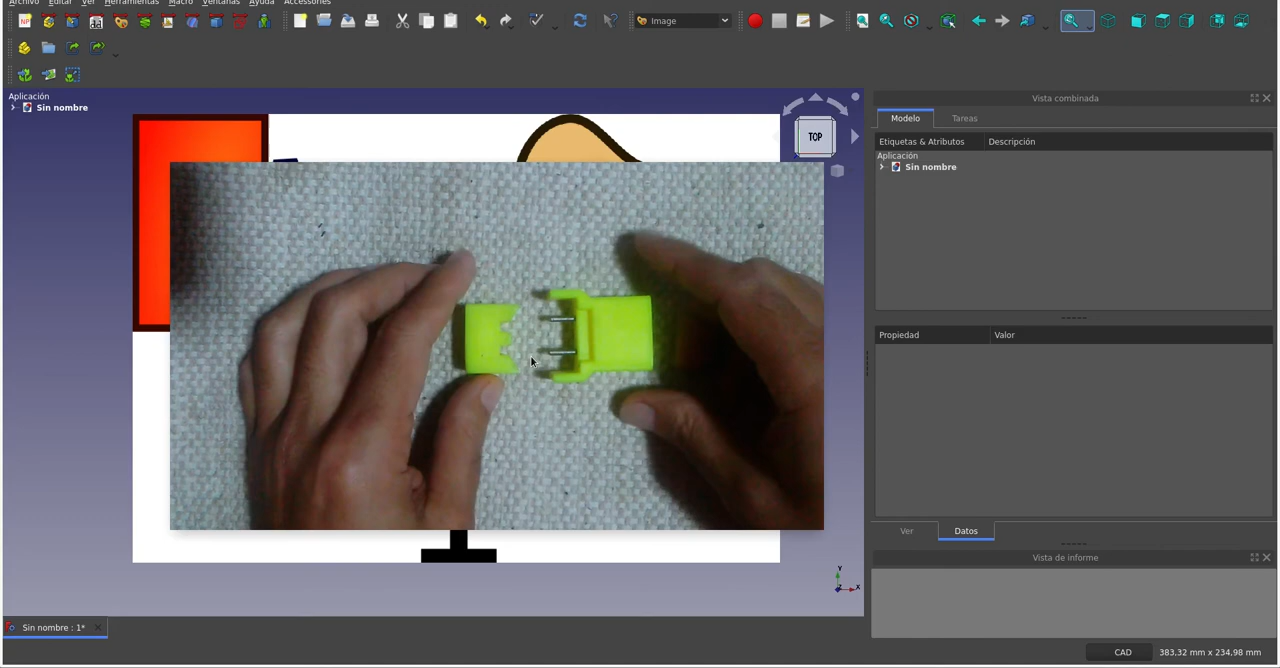 Archivo Editar Ver Herramientas Macro Ventanas Ayuda Accessories
Image
Aplicación
Sin nombre
TOP
Y
X
Z
Sin nombre : 1*
Vista combinada
Modelo Tareas
Etiquetas & Atributos Descripción
Aplicación
Sin nombre
Propiedad Valor
Ver Datos
Vista de informe
CAD 383,32 mm x 234,98 mm